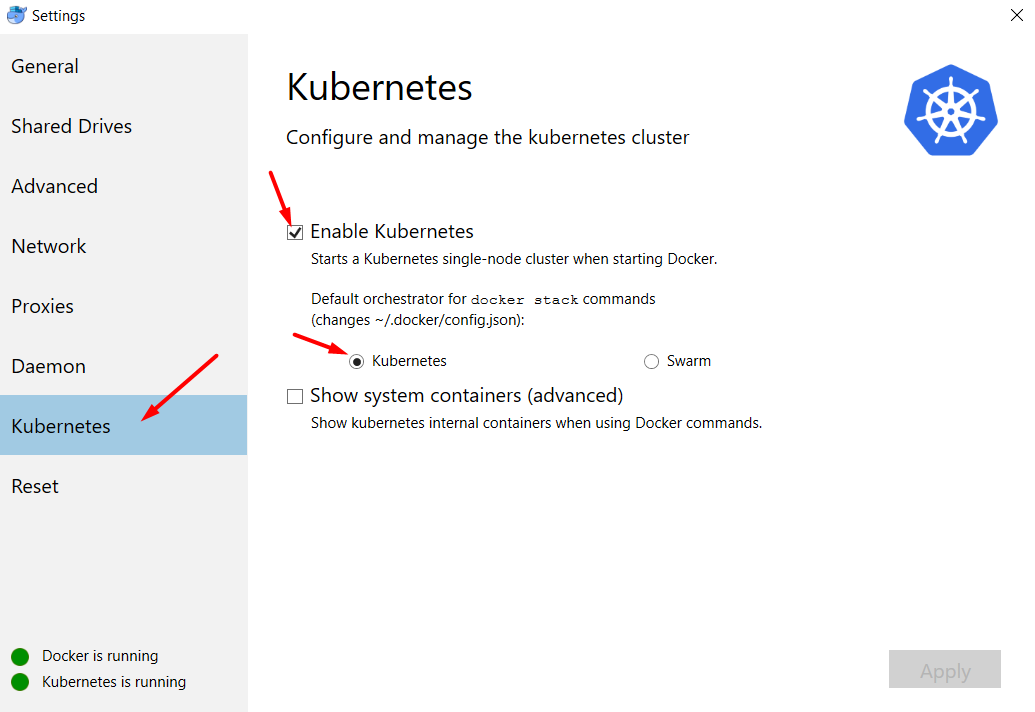 Settings
General
Shared Drives
Advanced
Network
Proxies
Daemon
Kubernetes
Reset
Docker is running
Kubernetes is running
Kubernetes
Configure and manage the kubernetes cluster
Enable Kubernetes
Starts a Kubernetes single-node cluster when starting Docker.
Default orchestrator for docker stack commands
(changes ~/.docker/config.json):
Kubernetes
Swarm
Show system containers (advanced)
Show kubernetes internal containers when using Docker commands.
Apply